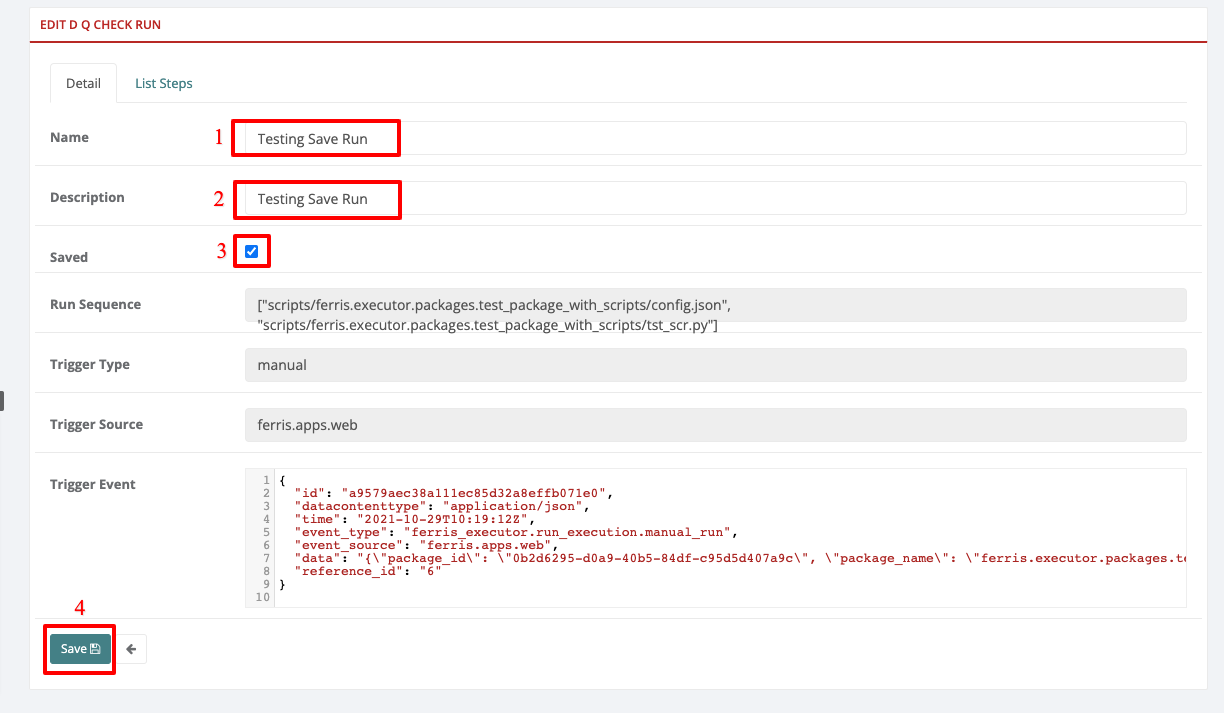 EDIT D Q CHECK RUN
Detail List Steps
Name 1 Testing Save Run
Description 2 Testing Save Run
Saved 3
Run Sequence ["scripts/ferris.executor.packages.test_package_with_scripts/config.json",
"scripts/ferris.executor.packages.test_package_with_scripts/tst_scr.py"]
Trigger Type manual
Trigger Source ferris.apps.web
Trigger Event
1 {
2 "id": "a9579aec38a111ec85d32a8effb071e0",
3 "datacontenttype": "application/json",
4 "time": "2021-10-29T10:19:12Z",
5 "event_type": "ferris_executor.run_execution.manual_run",
6 "event_source": "ferris.apps.web",
7 "data": "{\"package_id\": \"0b2d6295-d0a9-40b5-84df-c95d5d407a9c\", \"package_name\": \"ferris.executor.packages.te
8 "reference_id": "6"
9 }
10
4
Save